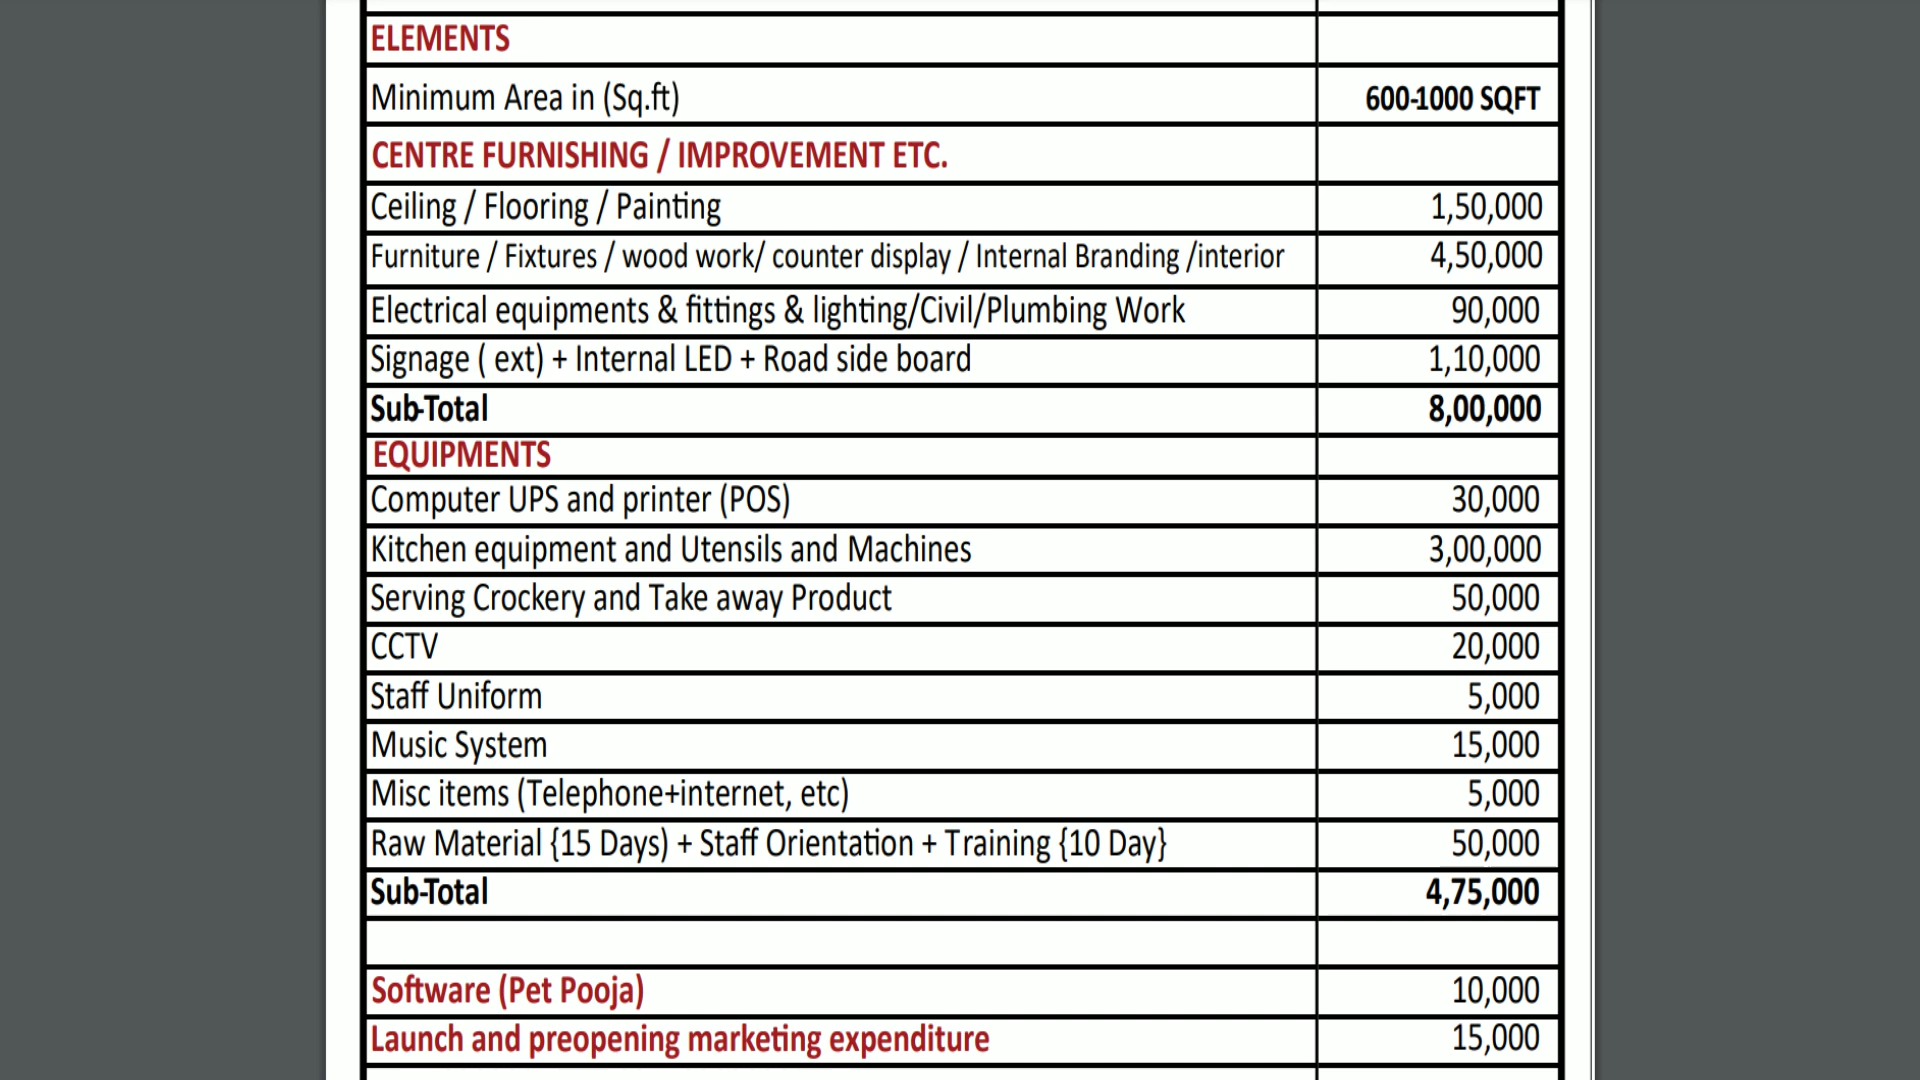 ELEMENTS
Minimum Area in (Sq.ft) 600-1000 SQFT
CENTRE FURNISHING / IMPROVEMENT ETC.
Ceiling / Flooring / Painting 1,50,000
Furniture / Fixtures / wood work/ counter display / Internal Branding /interior 4,50,000
Electrical equipments & fittings & lighting/Civil/Plumbing Work 90,000
Signage ( ext) + Internal LED + Road side board 1,10,000
Sub-Total 8,00,000
EQUIPMENTS
Computer UPS and printer (POS) 30,000
Kitchen equipment and Utensils and Machines 3,00,000
Serving Crockery and Take away Product 50,000
CCTV 20,000
Staff Uniform 5,000
Music System 15,000
Misc items (Telephone+internet, etc) 5,000
Raw Material {15 Days) + Staff Orientation + Training {10 Day} 50,000
Sub-Total 4,75,000
Software (Pet Pooja) 10,000
Launch and preopening marketing expenditure 15,000